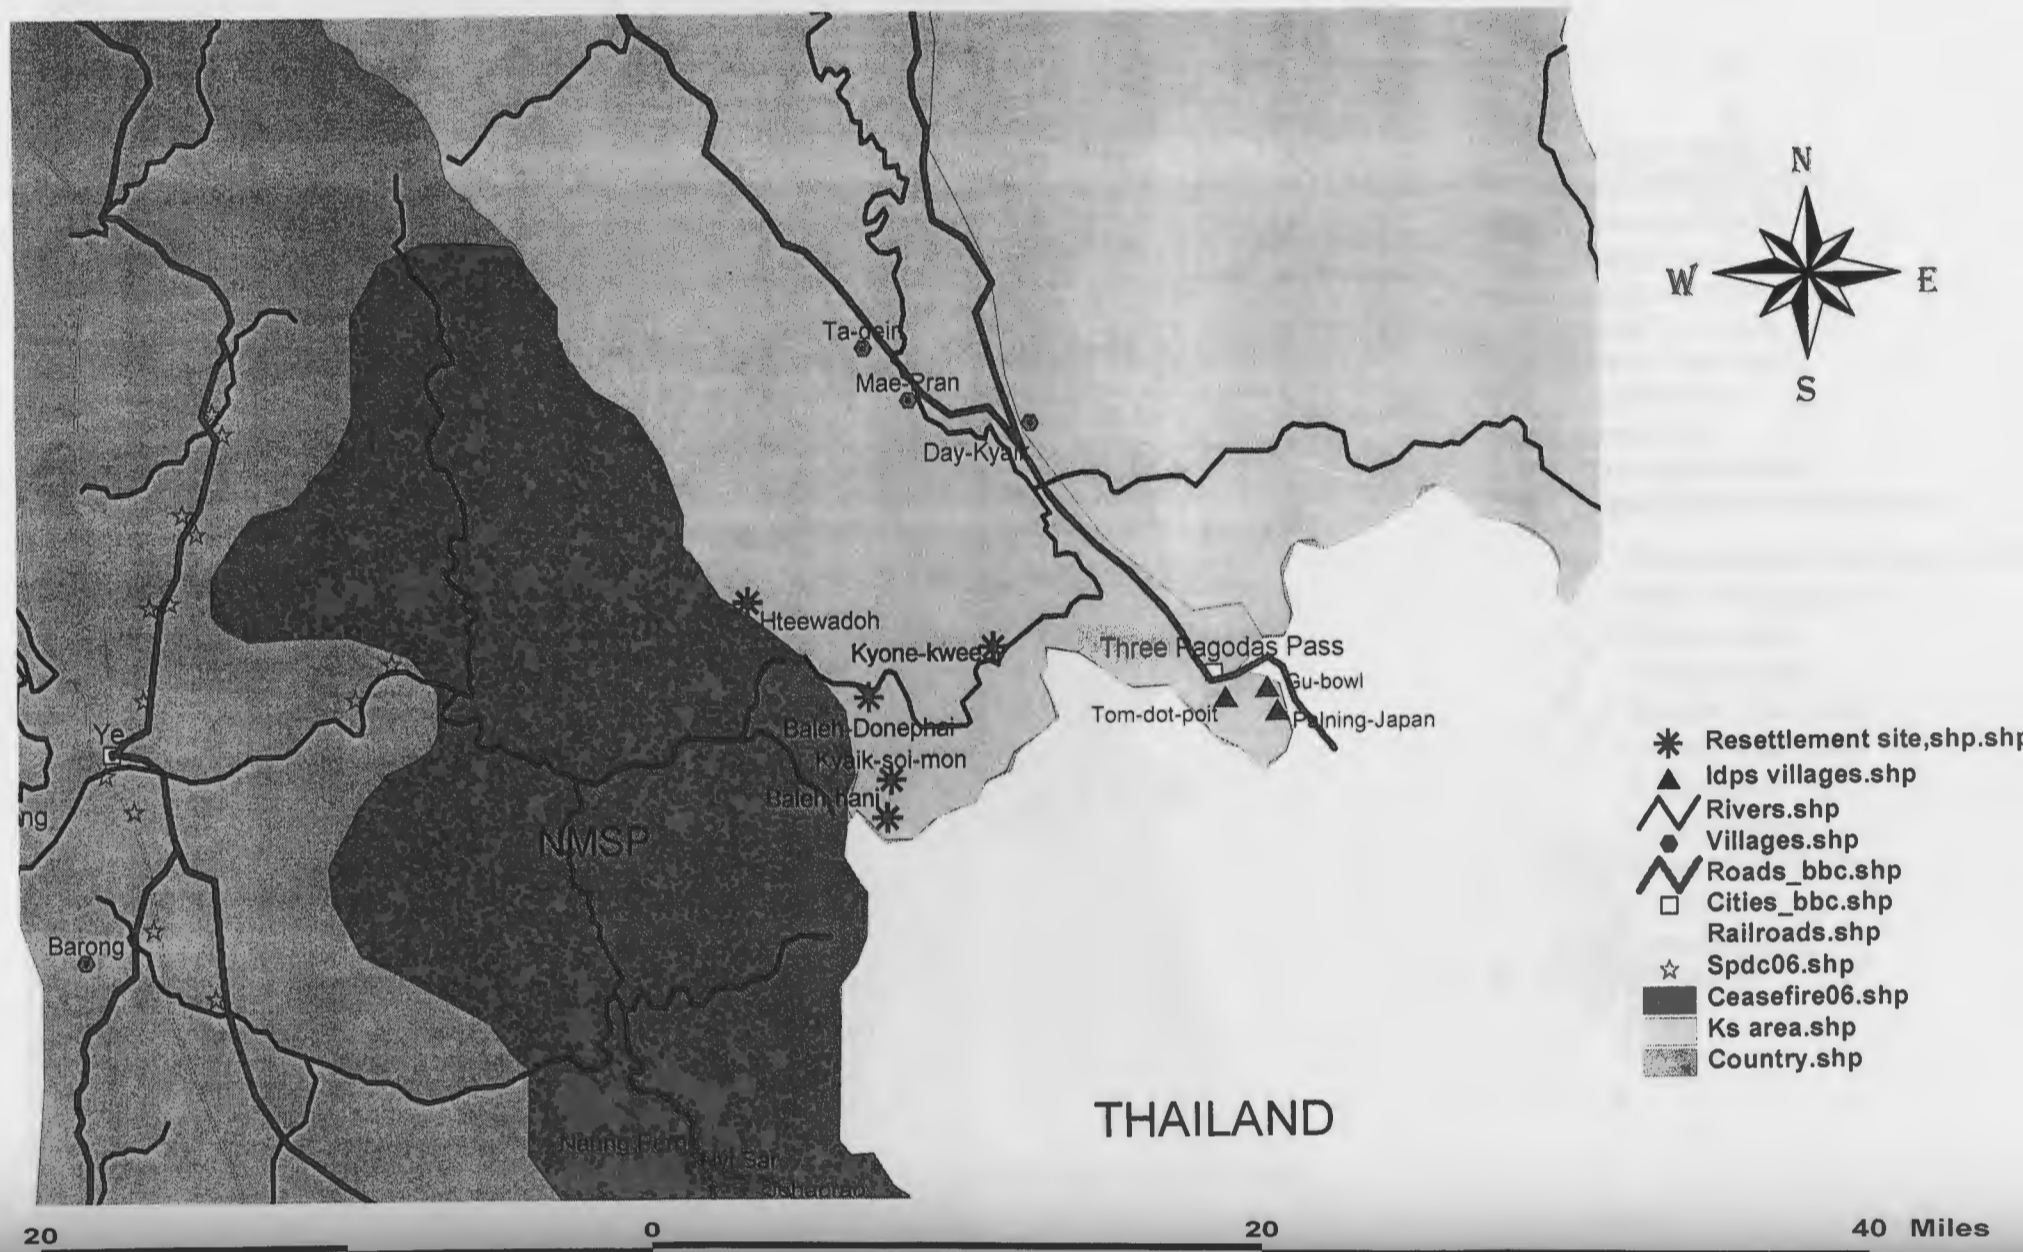 N
W E
S
Ta-dein
Mae-Pran
Day-Kyaik
Hteewadoh
Kyone-kwee
Three Pagodas Pass
Gu-bowl
Tom-dot-poit
Palning-Japan
Baleh-Donephai
Kyaik-soi-mon
Baleh-hani
Ye
ng
NMSP
Barong
THAILAND
Resettlement site,shp.shp
Idps villages.shp
Rivers.shp
Villages.shp
Roads_bbc.shp
Cities_bbc.shp
Railroads.shp
Spdc06.shp
Ceasefire06.shp
Ks area.shp
Country.shp
20 0 20 40 Miles